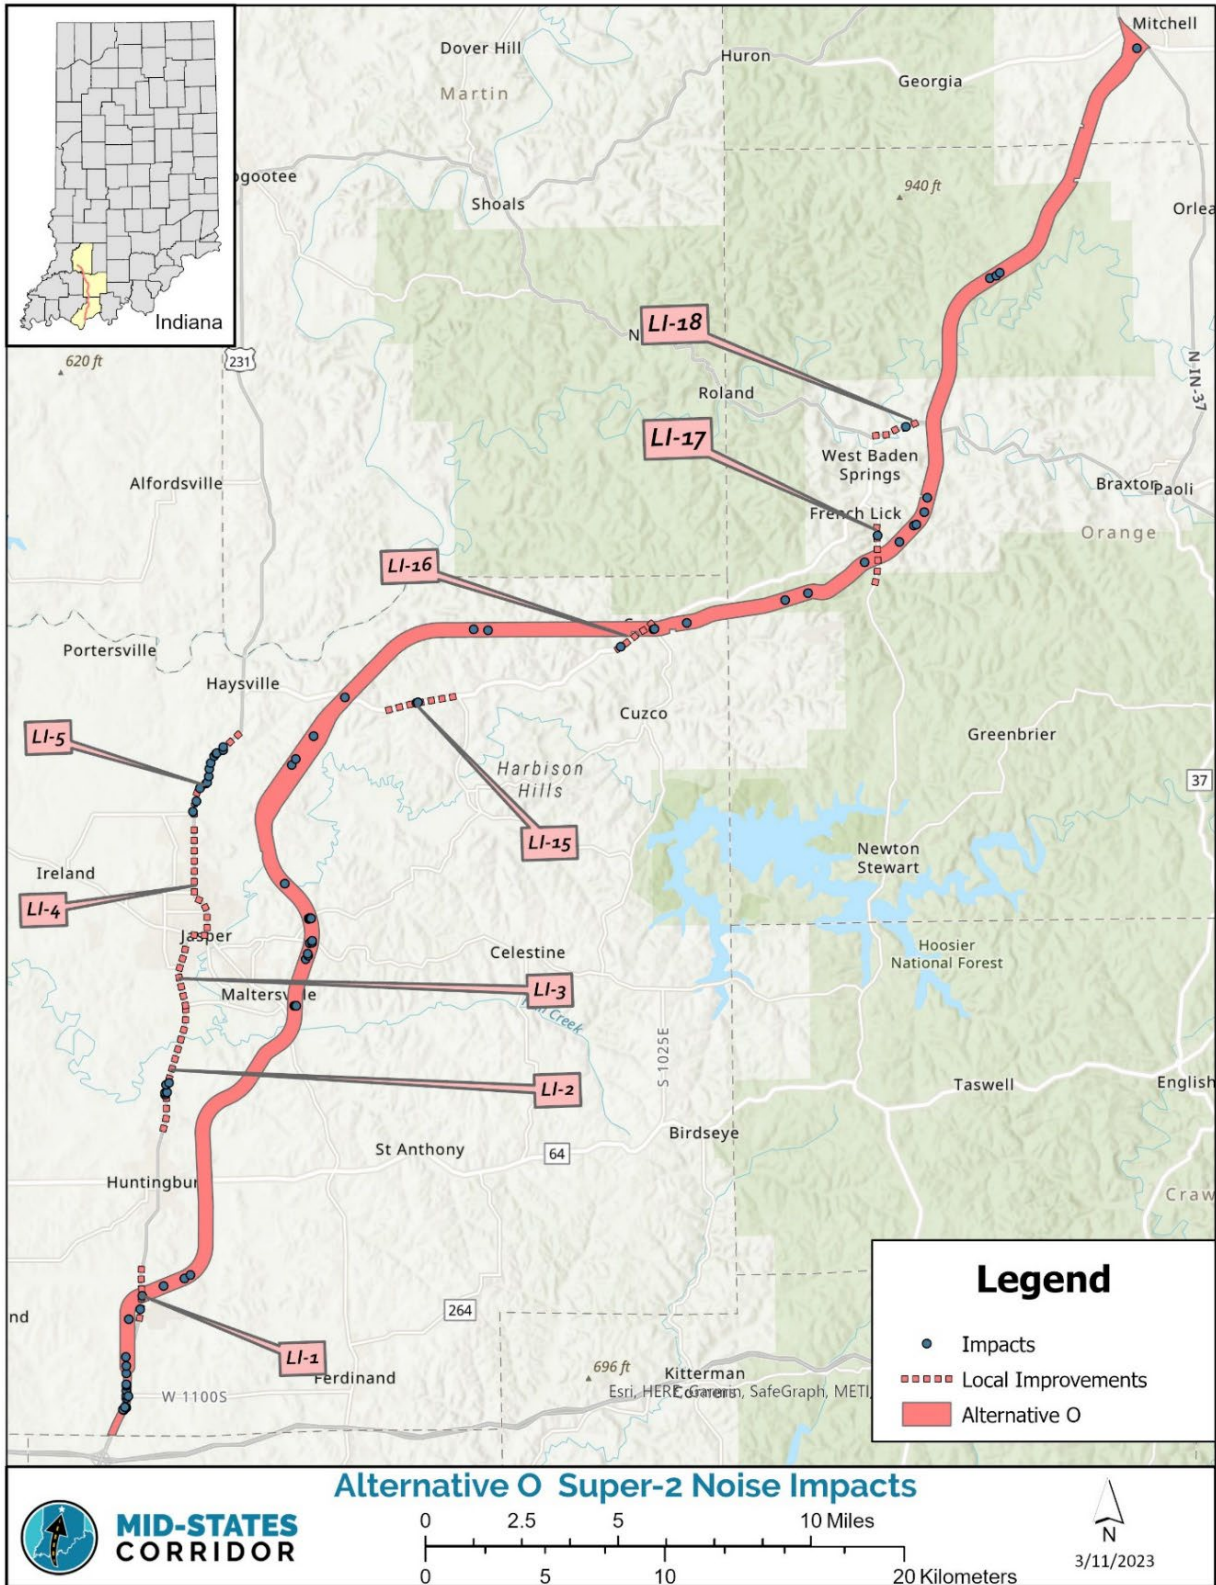 Mitchell
Dover Hill
Huron
Georgia
Martin
ogootee
940 ft
Shoals
Orlea
Indiana
LI-18
620 ft
231
N
N IN-37
Roland
LI-17
West Baden
Springs
Alfordsville
Braxton
Paoli
French Lick
Orange
LI-16
Portersville
Haysville
Cuzco
LI-5
Greenbrier
Harbison
Hills
37
LI-15
Newton
Stewart
Ireland
LI-4
Jasper
Celestine
Hoosier
National Forest
LI-3
Maltersville
Creek
S 1025E
LI-2
Taswell
English
Birdseye
St Anthony
64
Huntingbur
Craw
Legend
nd
264
Impacts
LI-1
Ferdinand
696 ft
Kitterman
Corners
Local Improvements
Esri, HERE, Garmin, SafeGraph, METI,
W 1100S
Alternative O
Alternative O Super-2 Noise Impacts
MID-STATES
CORRIDOR
0 2.5 5 10 Miles
0 5 10 20 Kilometers
N
3/11/2023